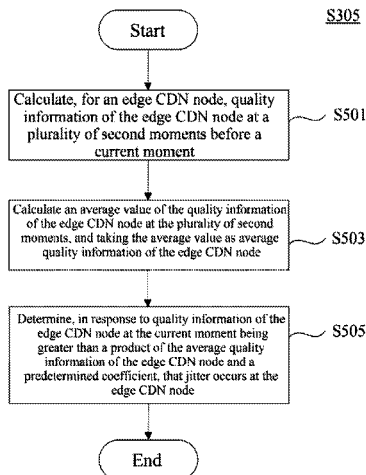 S305
Start
Calculate, for an edge CDN node, quality
information of the edge CDN node at a
plurality of second moments before a
current moment
S501
Calculate an average value of the quality information
of the edge CDN node at the plurality of second
moments, and taking the average value as average
quality information of the edge CDN node
S503
Determine, in response to quality information of the
edge CDN node at the current moment being
greater than a product of the average quality
information of the edge CDN node and a
predetermined coefficient, that jitter occurs at the
edge CDN node
S505
End